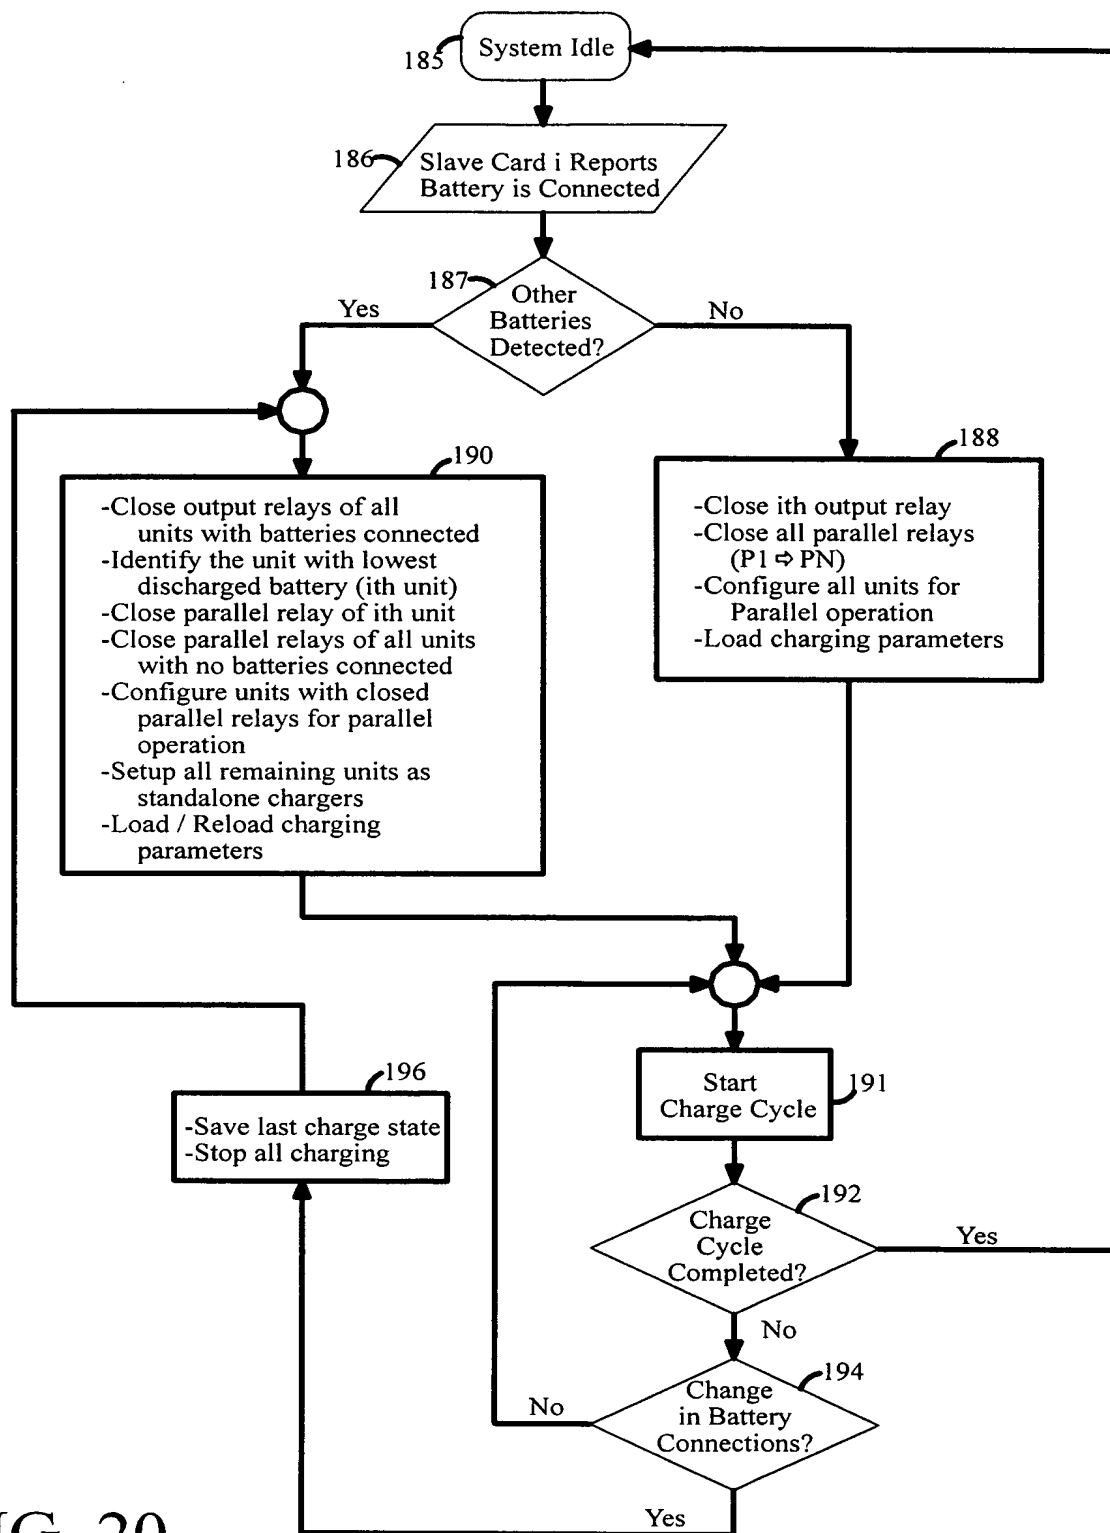 System Idle
185
186
Slave Card i Reports
Battery is Connected
187
Other
Batteries
Detected?
Yes
No
190
-Close output relays of all
units with batteries connected
-Identify the unit with lowest
discharged battery (ith unit)
-Close parallel relay of ith unit
-Close parallel relays of all units
with no batteries connected
-Configure units with closed
parallel relays for parallel
operation
-Setup all remaining units as
standalone chargers
-Load / Reload charging
parameters
188
-Close ith output relay
-Close all parallel relays
(P1 ⇨ PN)
-Configure all units for
Parallel operation
-Load charging parameters
191
Start
Charge Cycle
196
-Save last charge state
-Stop all charging
192
Charge
Cycle
Completed?
Yes
No
194
Change
in Battery
Connections?
No
Yes
20